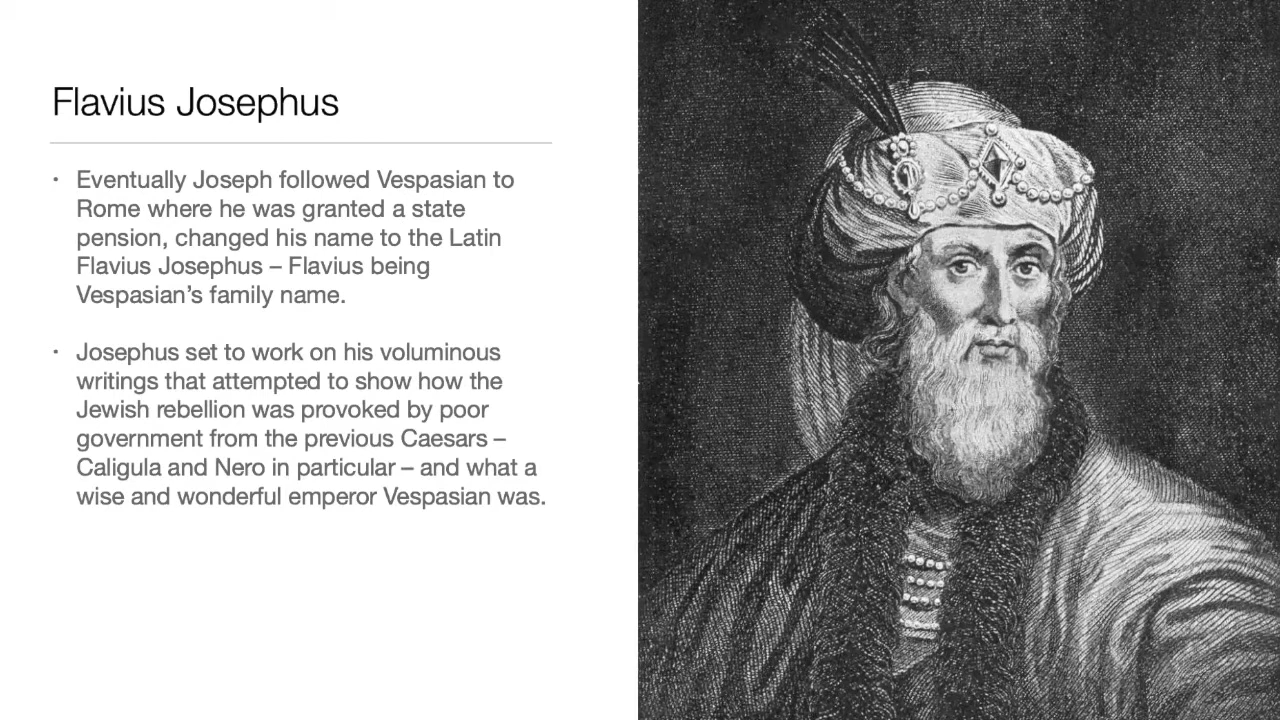 Flavius Josephus
• Eventually Joseph followed Vespasian to
Rome where he was granted a state
pension, changed his name to the Latin
Flavius Josephus – Flavius being
Vespasian’s family name.
• Josephus set to work on his voluminous
writings that attempted to show how the
Jewish rebellion was provoked by poor
government from the previous Caesars –
Caligula and Nero in particular – and what a
wise and wonderful emperor Vespasian was.